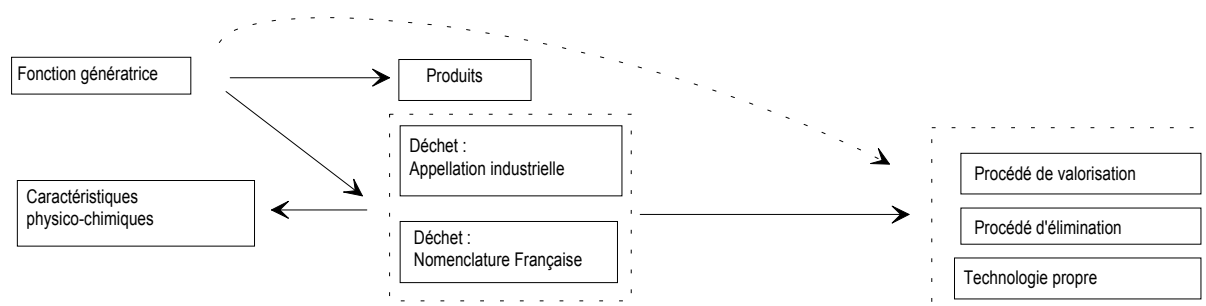 Fonction génératrice
Produits
Déchet :
Appellation industrielle
Procédé de valorisation
Caractéristiques
physico-chimiques
Procédé d'élimination
Déchet :
Nomenclature Française
Technologie propre